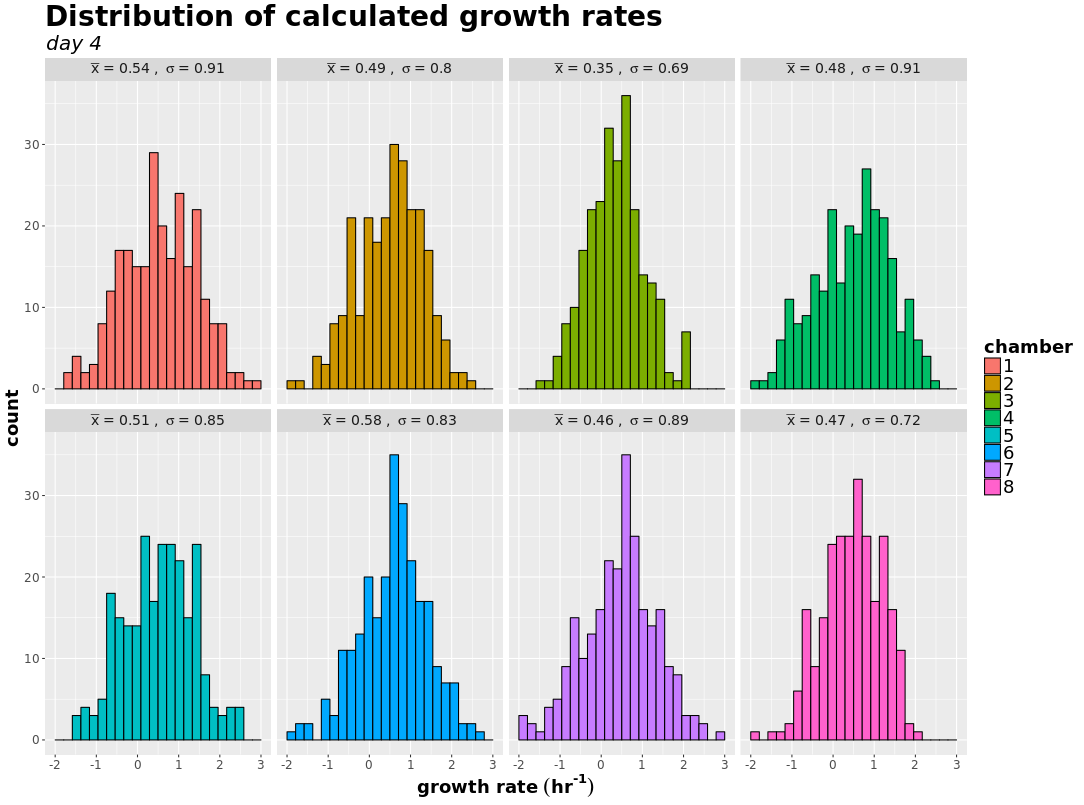 Distribution of calculated growth rates
day 4
x̅ = 0.54 , σ = 0.91
x̅ = 0.49 , σ = 0.8
x̅ = 0.35 , σ = 0.69
x̅ = 0.48 , σ = 0.91
30
20
10
0
count
x̅ = 0.51 , σ = 0.85
x̅ = 0.58 , σ = 0.83
x̅ = 0.46 , σ = 0.89
x̅ = 0.47 , σ = 0.72
30
20
10
0
-2 -1 0 1 2 3
-2 -1 0 1 2 3
-2 -1 0 1 2 3
-2 -1 0 1 2 3
growth rate (hr⁻¹)
chamber
1
2
3
4
5
6
7
8